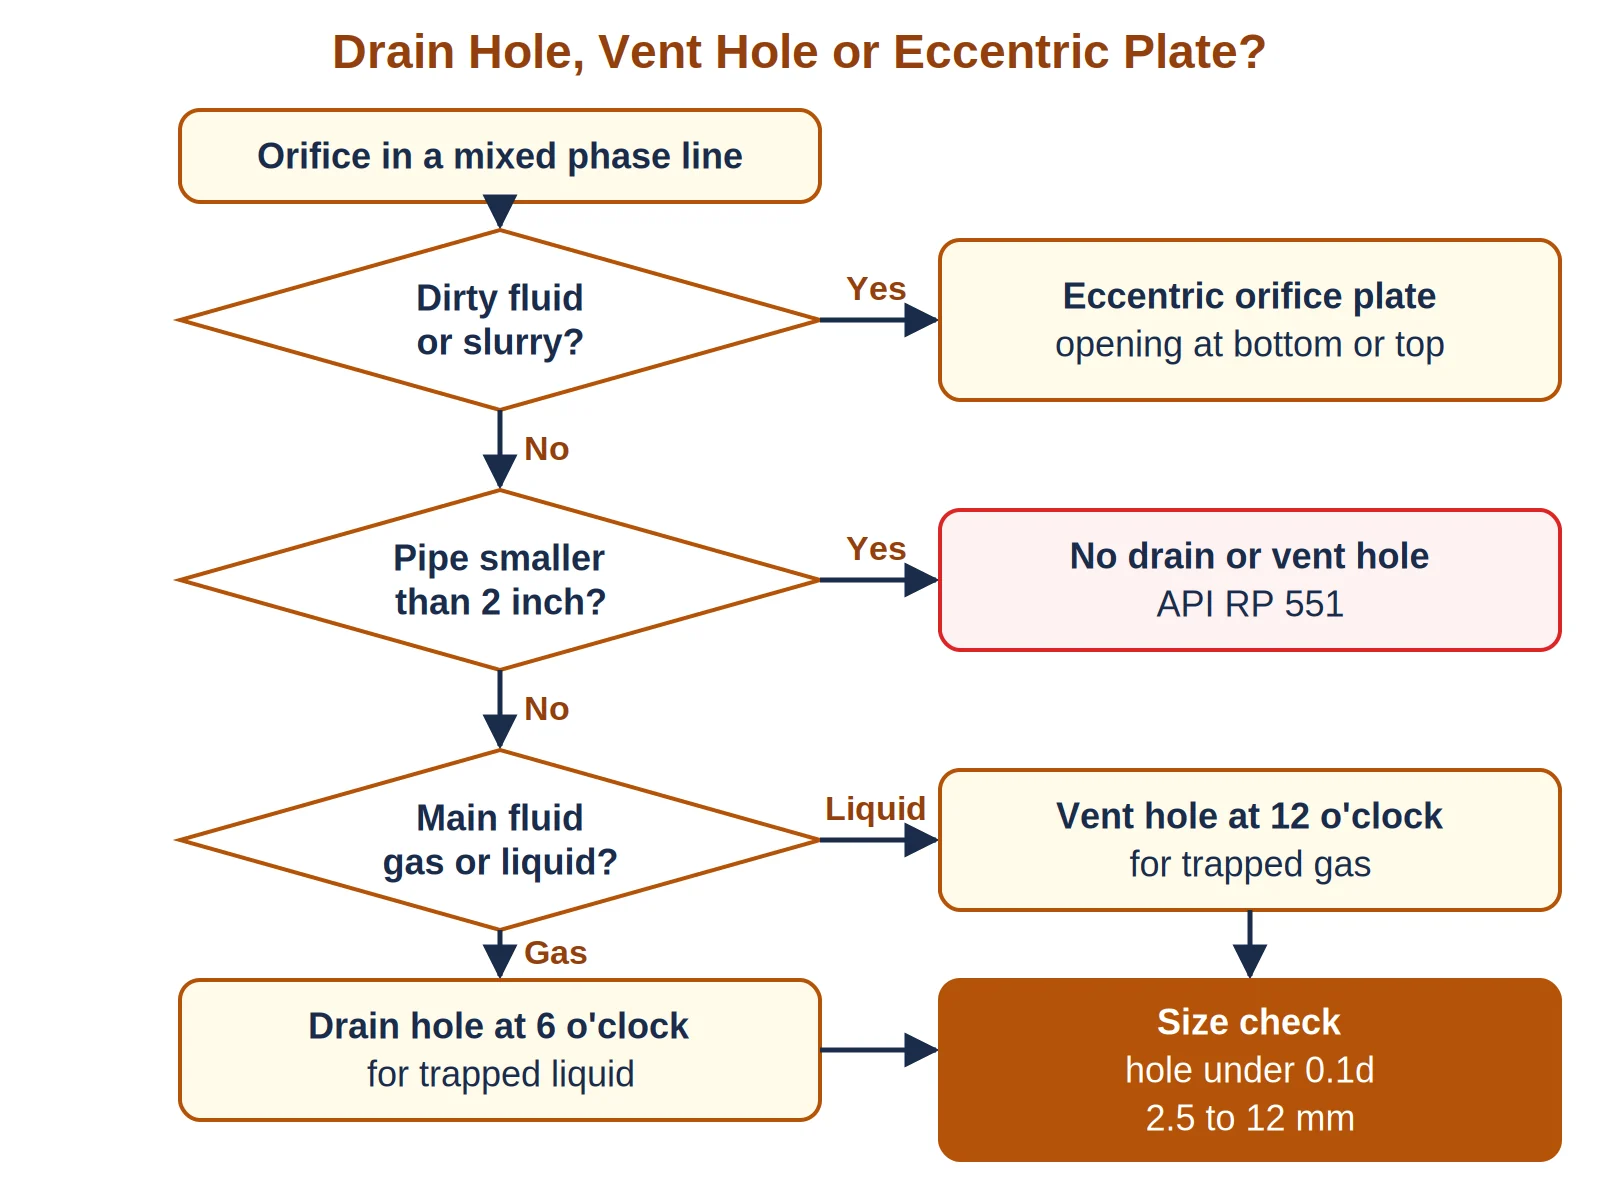 Drain Hole, Vent Hole or Eccentric Plate?
Orifice in a mixed phase line
Dirty fluid
or slurry?
Yes
Eccentric orifice plate
opening at bottom or top
No
Pipe smaller
than 2 inch?
Yes
No drain or vent hole
API RP 551
No
Main fluid
gas or liquid?
Liquid
Vent hole at 12 o'clock
for trapped gas
Gas
Drain hole at 6 o'clock
for trapped liquid
Size check
hole under 0.1d
2.5 to 12 mm